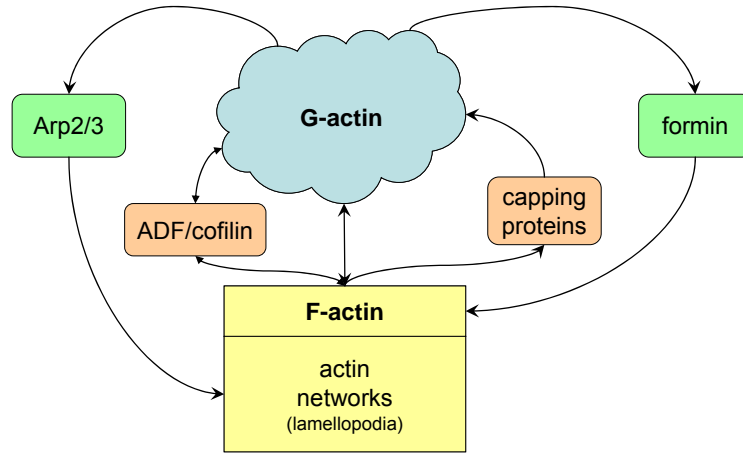 G-actin
Arp2/3
formin
ADF/cofilin
capping
proteins
F-actin
actin
networks
(lamellopodia)